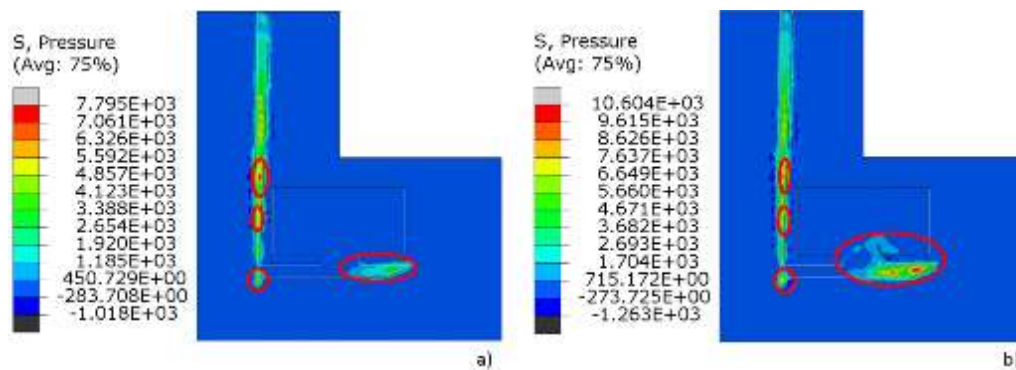 S, Pressure
(Avg: 75%)
7.795E+03
7.061E+03
6.326E+03
5.592E+03
4.857E+03
4.123E+03
3.388E+03
2.654E+03
1.920E+03
1.185E+03
450.729E+00
-283.708E+00
-1.018E+03
a)
S, Pressure
(Avg: 75%)
10.604E+03
9.615E+03
8.626E+03
7.637E+03
6.649E+03
5.660E+03
4.671E+03
3.682E+03
2.693E+03
1.704E+03
715.172E+00
-273.725E+00
-1.263E+03
b)